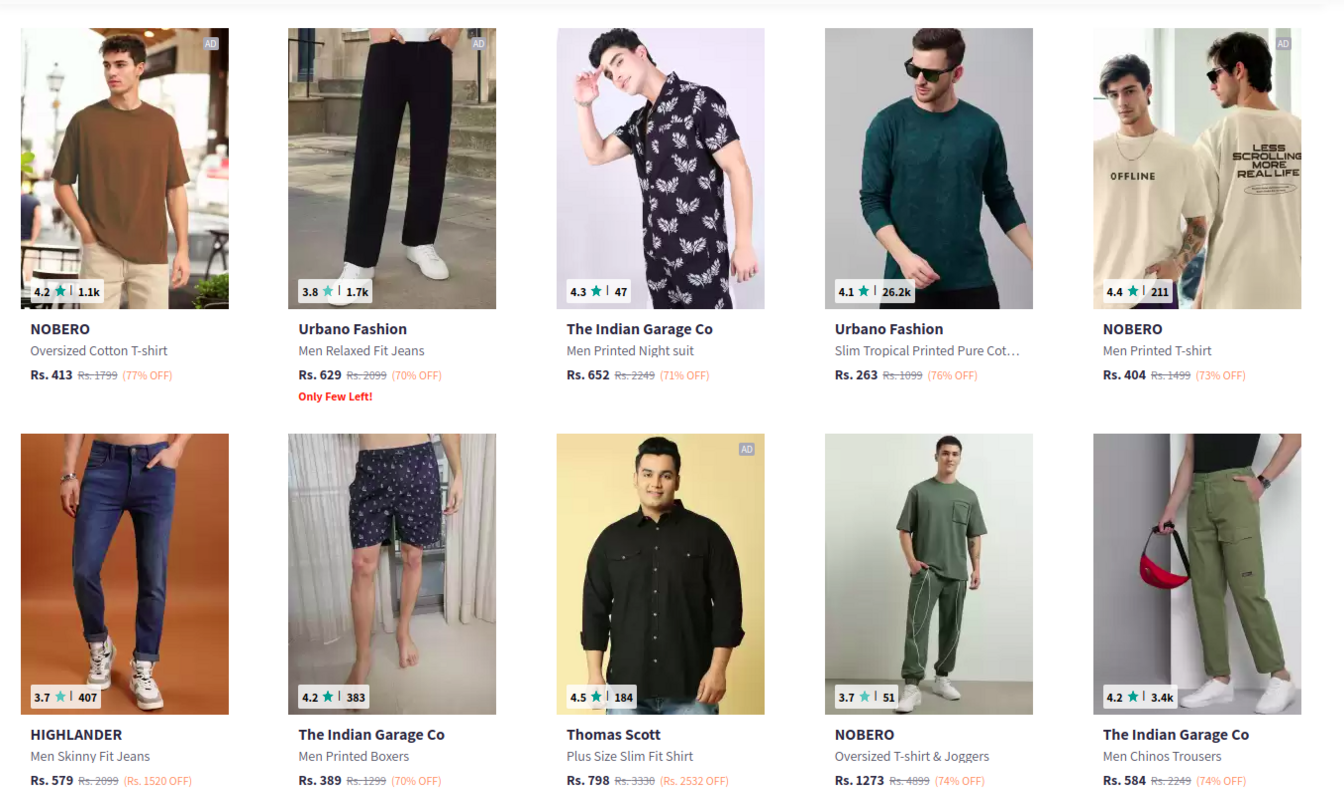 AD
4.2 ★ | 1.1k
NOBERO
Oversized Cotton T-shirt
Rs. 413 Rs. 1799 (77% OFF)
AD
3.8 ★ | 1.7k
Urbano Fashion
Men Relaxed Fit Jeans
Rs. 629 Rs. 2099 (70% OFF)
Only Few Left!
4.3 ★ | 47
The Indian Garage Co
Men Printed Night suit
Rs. 652 Rs. 2249 (71% OFF)
4.1 ★ | 26.2k
Urbano Fashion
Slim Tropical Printed Pure Cot...
Rs. 263 Rs. 1099 (76% OFF)
AD
OFFLINE
LESS
SCROLLING
MORE
REAL LIFE
4.4 ★ | 211
NOBERO
Men Printed T-shirt
Rs. 404 Rs. 1499 (73% OFF)
3.7 ★ | 407
HIGHLANDER
Men Skinny Fit Jeans
Rs. 579 Rs. 2099 (Rs. 1520 OFF)
4.2 ★ | 383
The Indian Garage Co
Men Printed Boxers
Rs. 389 Rs. 1299 (70% OFF)
AD
4.5 ★ | 184
Thomas Scott
Plus Size Slim Fit Shirt
Rs. 798 Rs. 3330 (Rs. 2532 OFF)
3.7 ★ | 51
NOBERO
Oversized T-shirt & Joggers
Rs. 1273 Rs. 4899 (74% OFF)
4.2 ★ | 3.4k
The Indian Garage Co
Men Chinos Trousers
Rs. 584 Rs. 2249 (74% OFF)